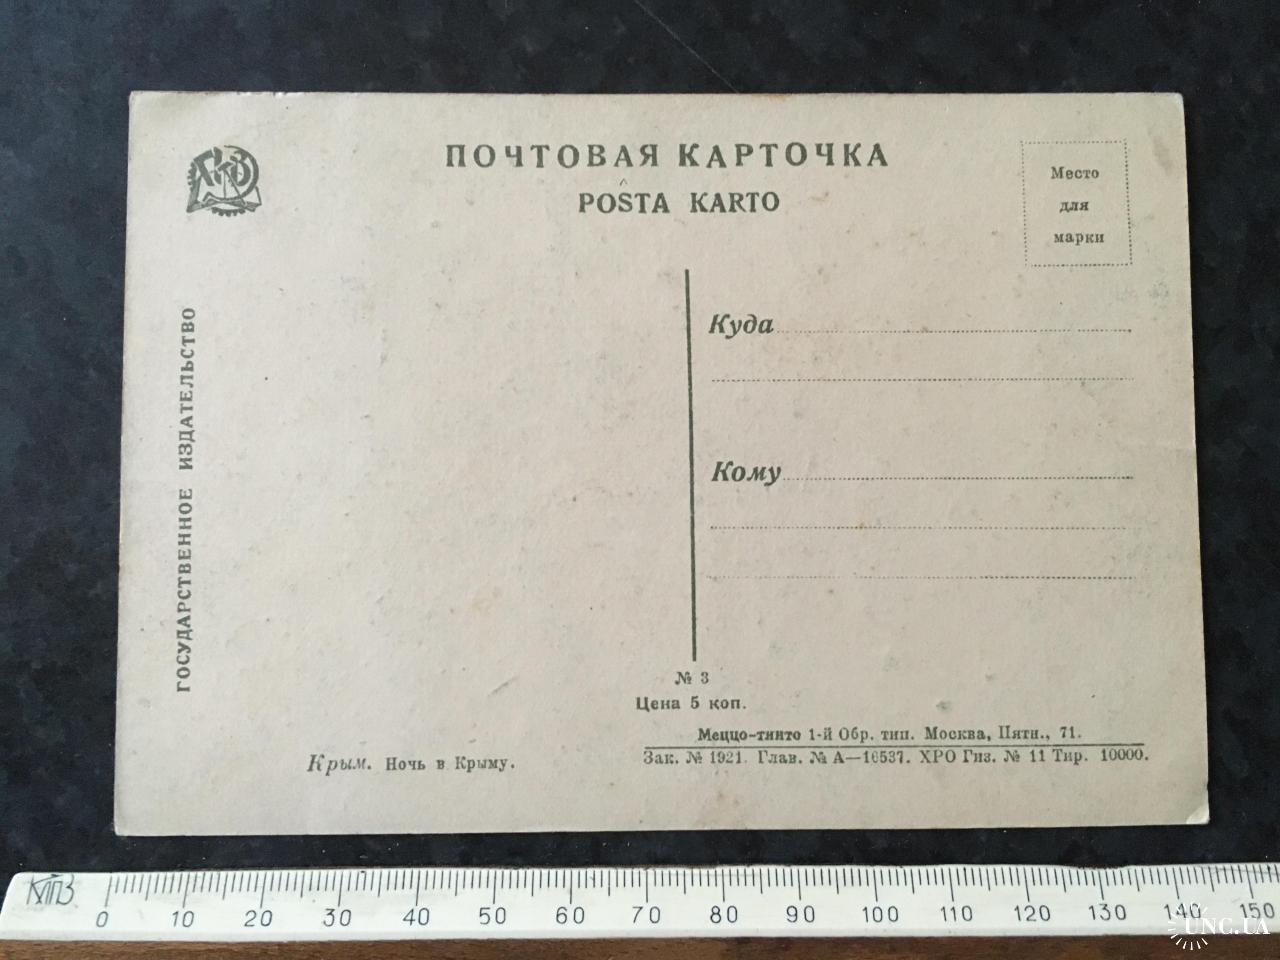 ПОЧТОВАЯ КАРТОЧКА
POŜTA KARTO
Место
для
марки
ГОСУДАРСТВЕННОЕ ИЗДАТЕЛЬСТВО
Куда
Кому
№ 3
Цена 5 коп.
Меццо-тинто 1-й Обр. тип. Москва, Пятн., 71.
Зак. № 1921. Глав. № А—16537. ХРО Гиз. № 11 Тир. 10000.
Крым. Ночь в Крыму.
0 10 20 30 40 50 60 70 80 90 100 110 120 130 140 150
UNC.UA